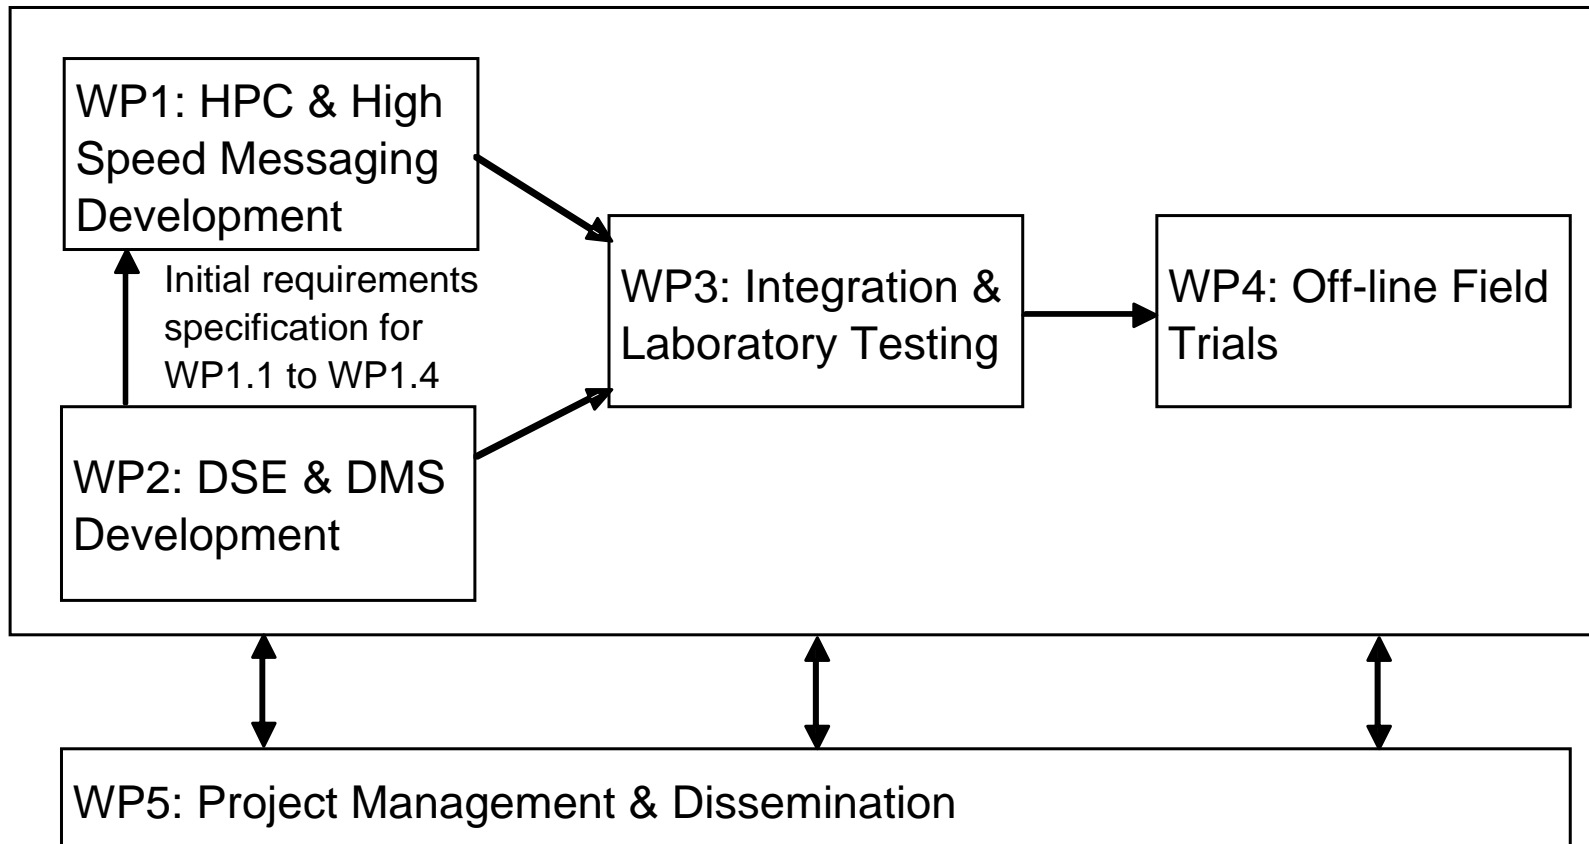 WP1: HPC & High
Speed Messaging
Development
Initial requirements
specification for
WP1.1 to WP1.4
WP2: DSE & DMS
Development
WP3: Integration &
Laboratory Testing
WP4: Off-line Field
Trials
WP5: Project Management & Dissemination